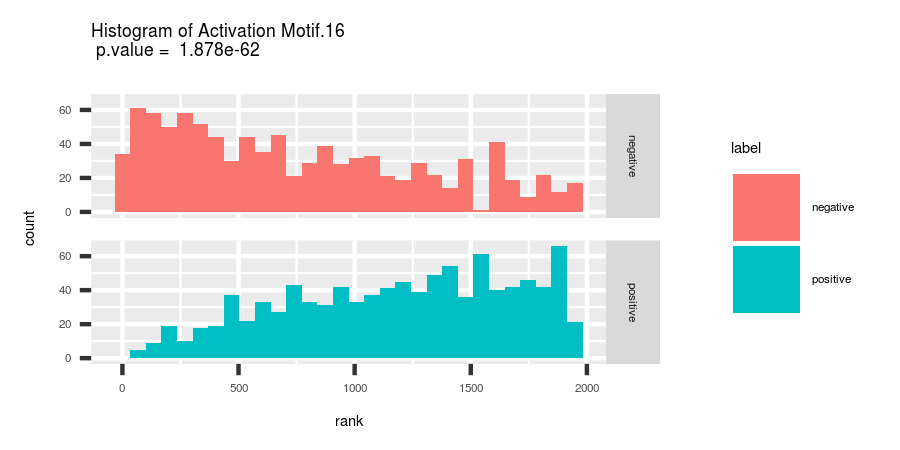 Histogram of Activation Motif.16
p.value =  1.878e-62
count
60
40
20
0
negative
60
40
20
0
positive
0 500 1000 1500 2000
rank
label
negative
positive